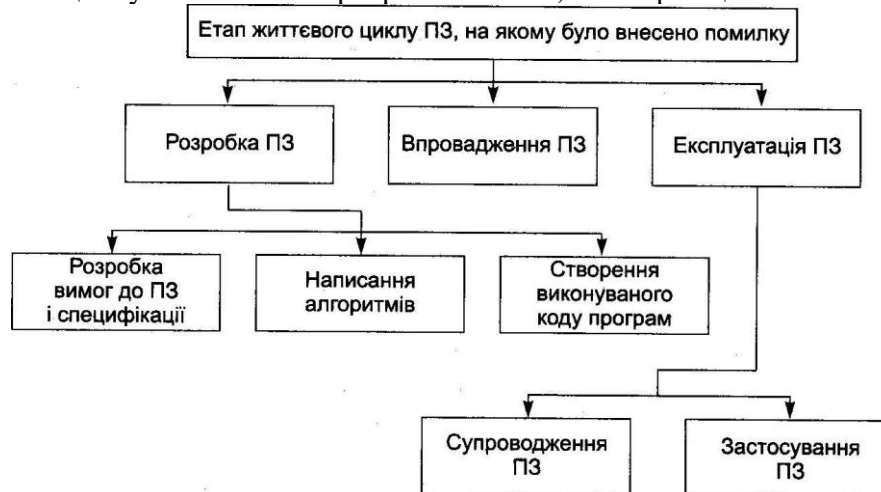 Етап життєвого циклу ПЗ, на якому було внесено помилку
Розробка ПЗ
Впровадження ПЗ
Експлуатація ПЗ
Розробка
вимог до ПЗ
і специфікації
Написання
алгоритмів
Створення
виконуваного
коду програм
Супроводження
ПЗ
Застосування
ПЗ